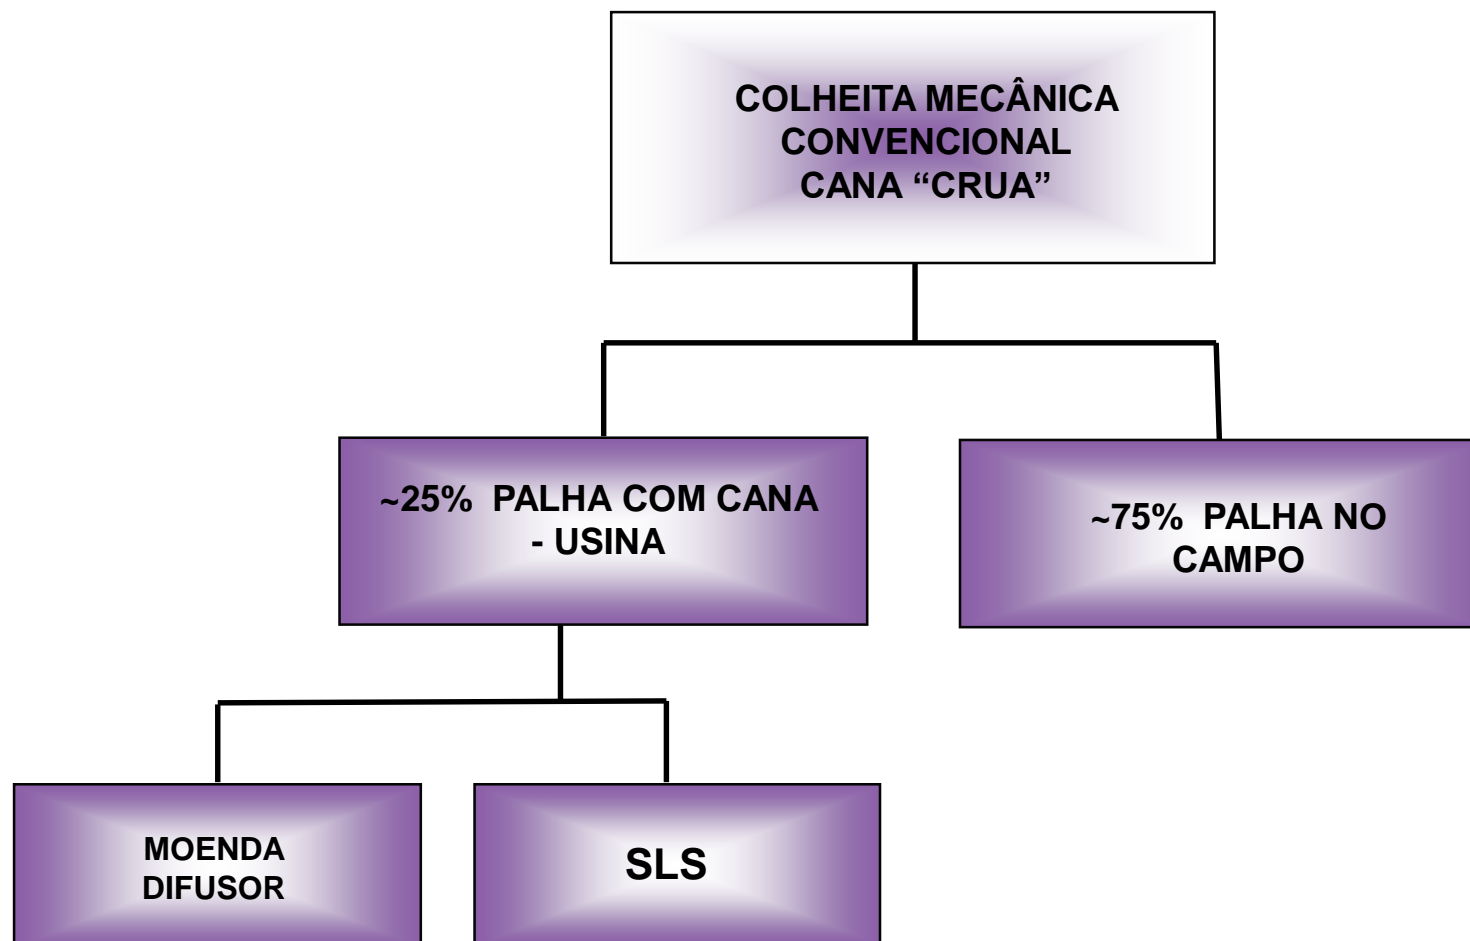 COLHEITA MECÂNICA
CONVENCIONAL
CANA “CRUA”
~25%  PALHA COM CANA
- USINA
~75%  PALHA NO
CAMPO
MOENDA
DIFUSOR
SLS